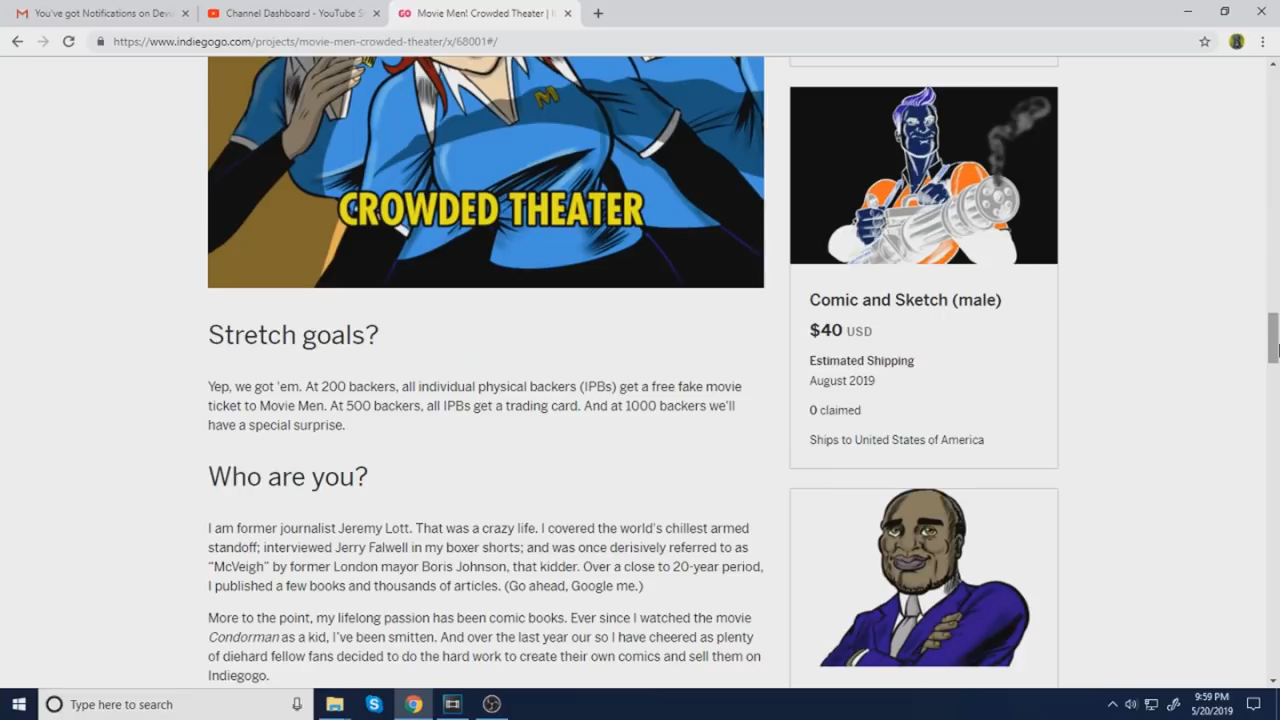 You've got Notifications on Devi
Channel Dashboard - YouTube S
GO Movie Men! Crowded Theater | I
https://www.indiegogo.com/projects/movie-men-crowded-theater/x/68001#/
M
CROWDED THEATER
Stretch goals?
Yep, we got 'em. At 200 backers, all individual physical backers (IPBs) get a free fake movie
ticket to Movie Men. At 500 backers, all IPBs get a trading card. And at 1000 backers we'll
have a special surprise.
Who are you?
I am former journalist Jeremy Lott. That was a crazy life. I covered the world's chillest armed
standoff; interviewed Jerry Falwell in my boxer shorts; and was once derisively referred to as
"McVeigh" by former London mayor Boris Johnson, that kidder. Over a close to 20-year period,
I published a few books and thousands of articles. (Go ahead, Google me.)
More to the point, my lifelong passion has been comic books. Ever since I watched the movie
Condorman as a kid, I've been smitten. And over the last year our so I have cheered as plenty
of diehard fellow fans decided to do the hard work to create their own comics and sell them on
Indiegogo.
Comic and Sketch (male)
$40 USD
Estimated Shipping
August 2019
0 claimed
Ships to United States of America
Type here to search
9:59 PM
5/20/2019